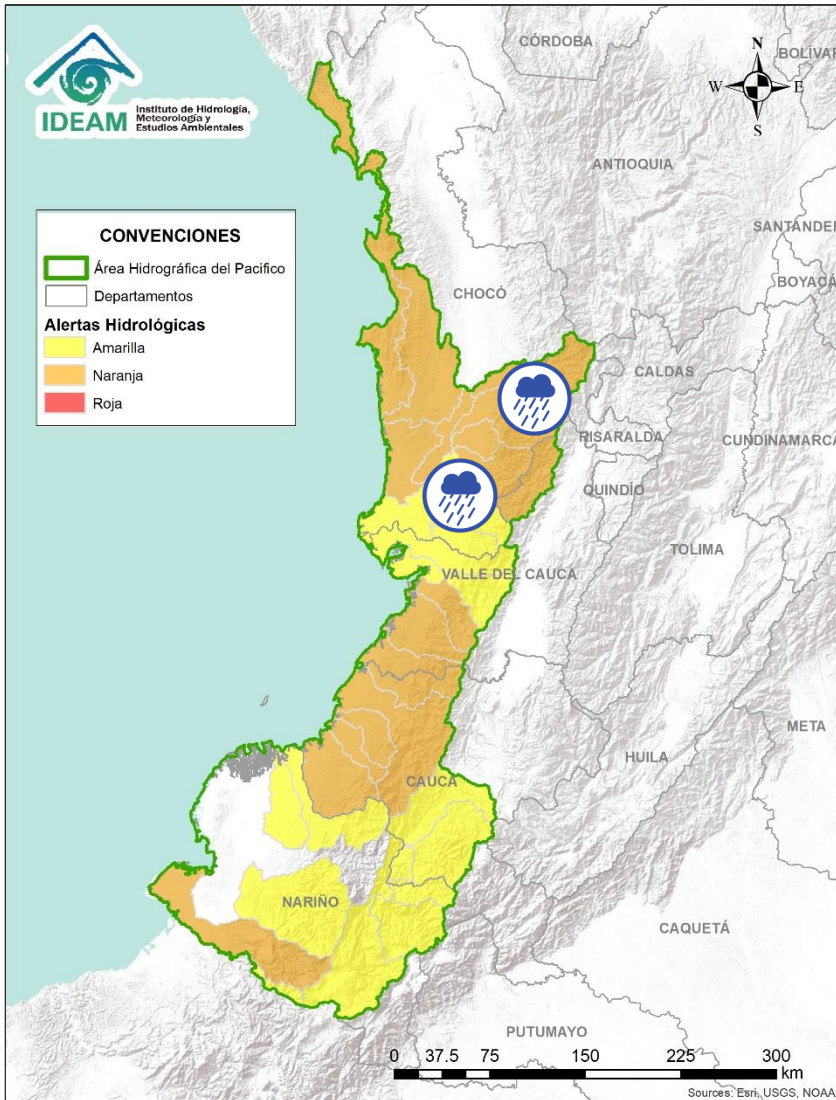 IDEAM
Instituto de Hidrología,
Meteorología y
Estudios Ambientales
CÓRDOBA
BOLÍVAR
N
W
E
S
ANTIOQUIA
SANTANDER
BOYACÁ
CONVENCIONES
Área Hidrográfica del Pacifico
Departamentos
Alertas Hidrológicas
Amarilla
Naranja
Roja
CHOCÓ
CALDAS
RISARALDA
CUNDINAMARCA
QUINDÍO
TOLIMA
VALLE DEL CAUCA
META
HUILA
CAUCA
NARIÑO
CAQUETÁ
PUTUMAYO
0 37.5 75 150 225 300
km
Sources: Esri, USGS, NOAA